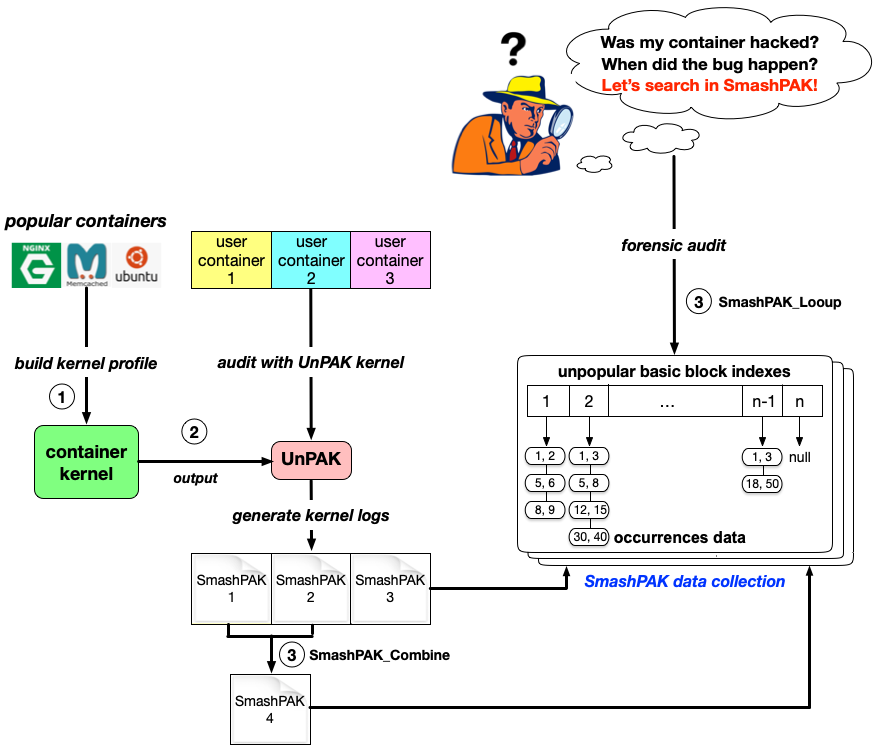 ?
Was my container hacked?
When did the bug happen?
Let's search in SmashPAK!
popular containers
NGINX
G
M
Memcached
ubuntu
user container 1
user container 2
user container 3
forensic audit
3
SmashPAK_Looup
build kernel profile
audit with UnPAK kernel
1
2
container
kernel
output
UnPAK
generate kernel logs
unpopular basic block indexes
1
2
...
n-1
n
1, 2
5, 6
8, 9
1, 3
5, 8
12, 15
30, 40
1, 3
18, 50
null
occurrences data
SmashPAK data collection
SmashPAK
1
SmashPAK
2
SmashPAK
3
3
SmashPAK_Combine
SmashPAK
4